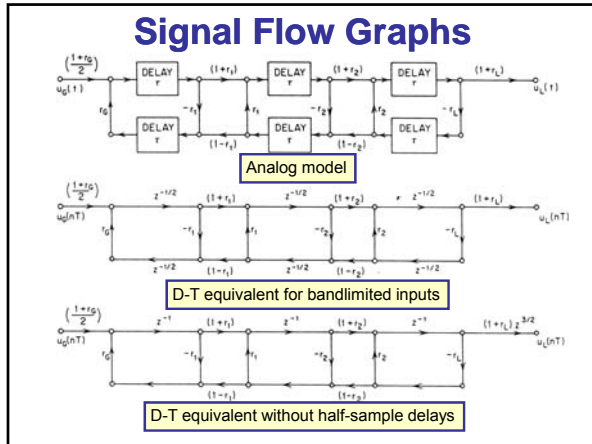 Signal Flow Graphs
(1+rG/2) (1+r1) (1+r2) (1+rL)
uG(t) DELAY τ DELAY τ DELAY τ uL(t)
rG -r1 r1 -r2 r2 -rL
DELAY τ DELAY τ DELAY τ
(1-r1) (1-r2)
Analog model
(1+rG/2) z-1/2 (1+r1) z-1/2 (1+r2) z-1/2 (1+rL)
uG(nT) uL(nT)
rG -r1 r1 -r2 r2 -rL
z-1/2 (1-r1) z-1/2 (1-r2) z-1/2
D-T equivalent for bandlimited inputs
(1+rG/2) z-1 (1+r1) z-1 (1+r2) z-1 (1+rL) z3/2
uG(nT) uL(nT)
rG -r1 r1 -r2 r2 -rL
(1-r1) (1-r2)
D-T equivalent without half-sample delays